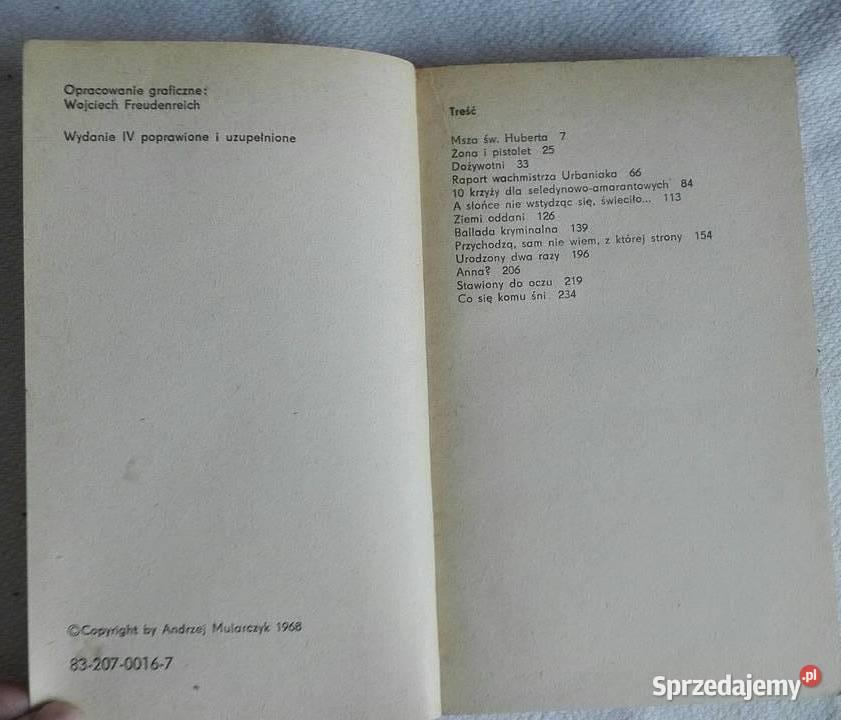 Opracowanie graficzne:
Wojciech Freudenreich
Wydanie IV poprawione i uzupełnione
©Copyright by Andrzej Mularczyk 1968
83-207-0016-7
Treść
Msza św. Huberta 7
Żona i pistolet 25
Dożywotni 33
Raport wachmistrza Urbaniaka 66
10 krzyży dla seledynowo-amarantowych 84
A słońce nie wstydząc się, świeciło... 113
Ziemi oddani 126
Ballada kryminalna 139
Przychodzą, sam nie wiem, z której strony 154
Urodzony dwa razy 196
Anna? 206
Stawiony do oczu 219
Co się komu śni 234
Sprzedajemy.pl